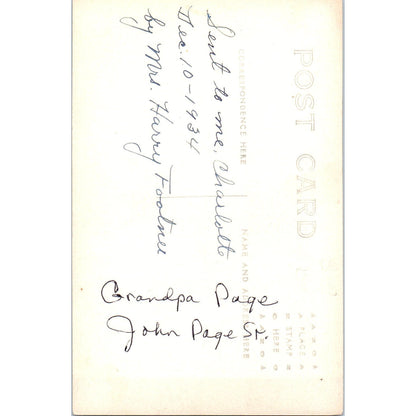 Sent to me, Charlotte
Dec. 10-1934
by Mrs. Harry Footner
Grandpa Page
John Page Sr.
POST CARD
CORRESPONDENCE HERE
NAME AND ADDRESS HERE
PLACE
STAMP
HERE